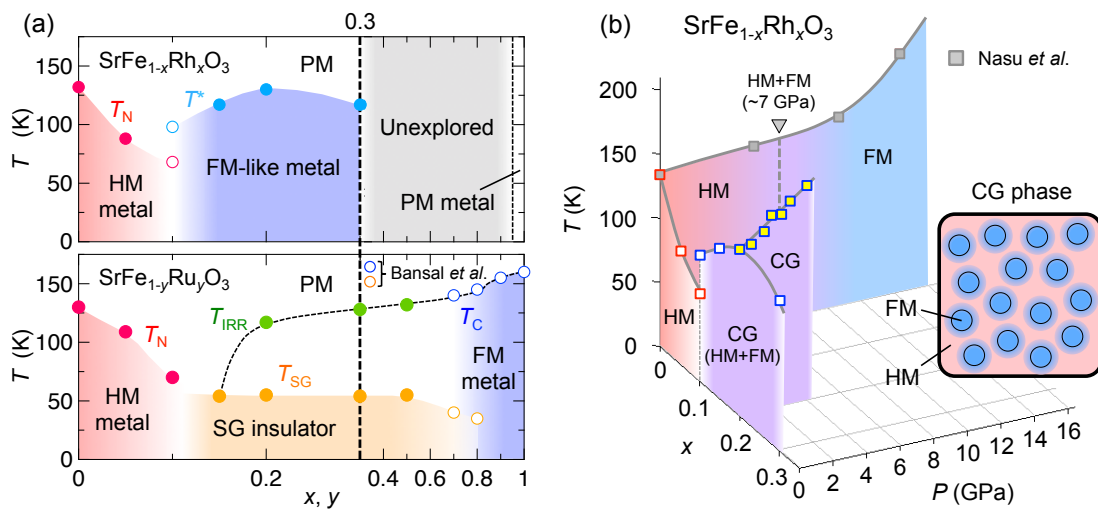 (a)
0.3
SrFe1-xRhxO3
PM
150
100
50
0
T (K)
TN
T*
HM
metal
FM-like metal
Unexplored
PM metal
SrFe1-yRuyO3
PM
Bansal et al.
150
100
50
0
T (K)
TN
TIRR
TSG
TC
HM
metal
SG insulator
FM
metal
0
0.2
0.4
0.6
0.8
1
x, y
(b)
SrFe1-xRhxO3
Nasu et al.
HM+FM
(~7 GPa)
200
150
100
50
0
T (K)
HM
FM
HM
CG
CG
(HM+FM)
0
0.1
0.2
0.3
x
0
2
4
6
8
10
12
14
16
P (GPa)
CG phase
FM
HM